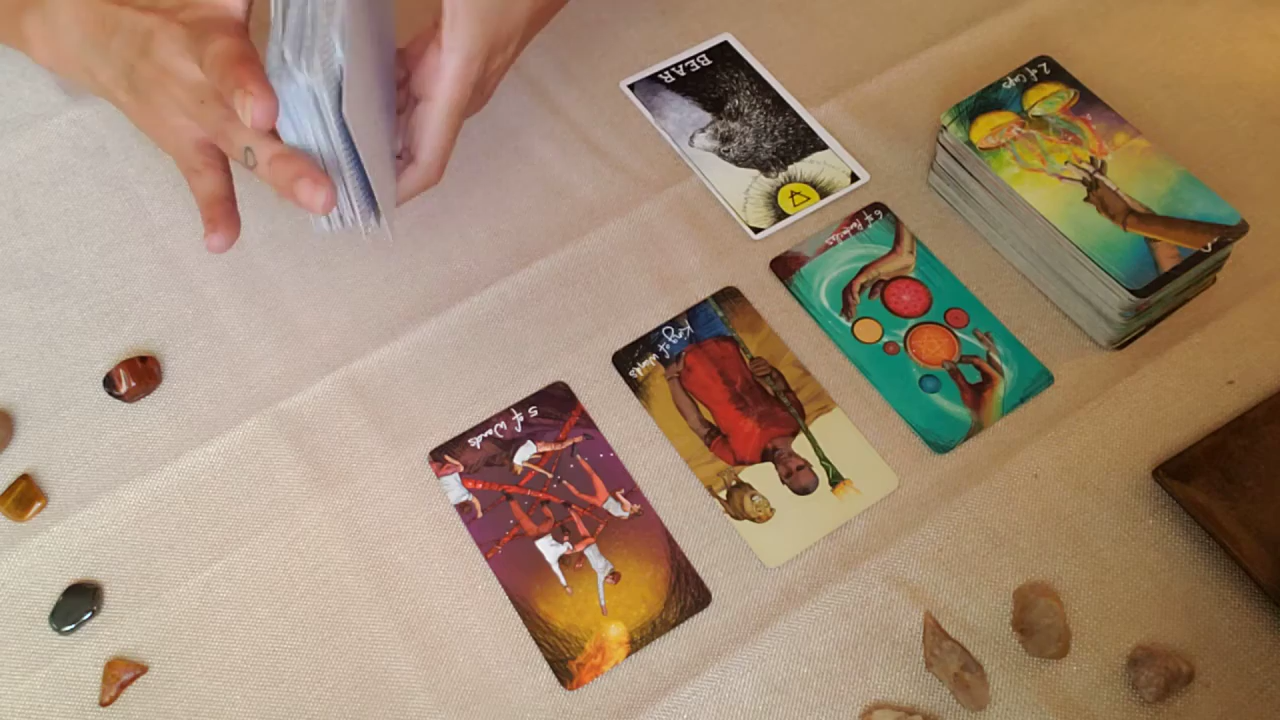 BEAR
2 of Cups
6 of Pentacles
King of Wands
5 of Wands